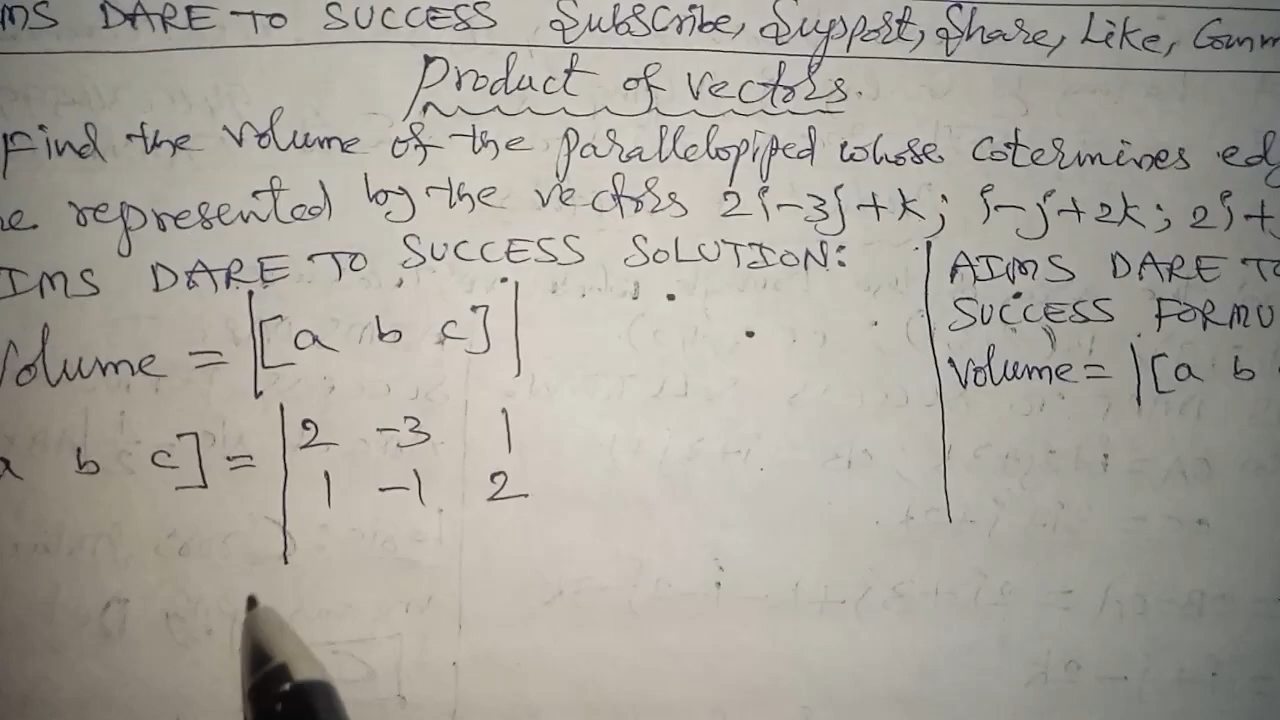 MS DARE TO SUCCESS Subscribe, Support, Share, Like, Comm
Product of vectors.
Find the volume of the parallelopiped whose cotermines ed
e represented by the vectors 2i-3j+k; i-j+2k; 2i+
IMS DARE TO SUCCESS SOLUTION:
Volume = |[a b c]|
a b c] = | 2 -3 1
1 -1 2
AIMS DARE TO
SUCCESS FORMU
Volume = |[a b